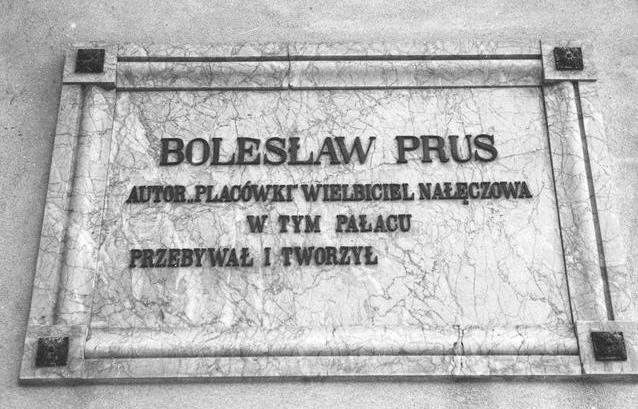 BOLESŁAW PRUS
AUTOR „PLACÓWKI” WIELBICIEL NAŁĘCZOWA
W TYM PAŁACU
PRZEBYWAŁ I TWORZYŁ